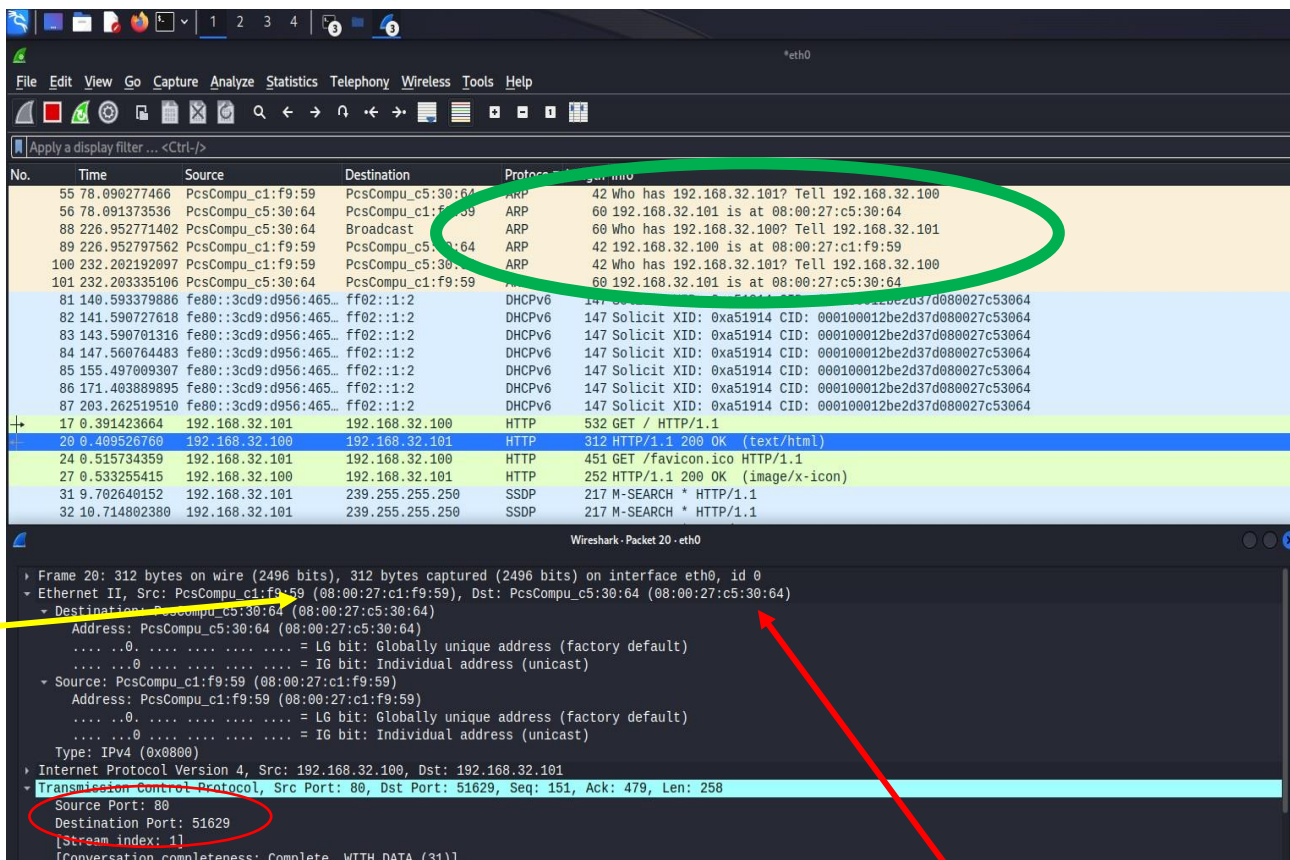 1 2 3 4
3
3
*eth0
File Edit View Go Capture Analyze Statistics Telephony Wireless Tools Help
Apply a display filter ... <Ctrl-/>
No. Time Source Destination Info
55 78.090277466 PcsCompu_c1:f9:59 PcsCompu_c5:30:64 ARP 42 Who has 192.168.32.101? Tell 192.168.32.100
56 78.091373536 PcsCompu_c5:30:64 PcsCompu_c1:f9:59 ARP 60 192.168.32.101 is at 08:00:27:c5:30:64
88 226.952771402 PcsCompu_c5:30:64 Broadcast ARP 60 Who has 192.168.32.100? Tell 192.168.32.101
89 226.952797562 PcsCompu_c1:f9:59 ARP 42 192.168.32.100 is at 08:00:27:c1:f9:59
100 232.202192097 PcsCompu_c1:f9:59 ARP 42 Who has 192.168.32.101? Tell 192.168.32.100
101 232.203335106 PcsCompu_c5:30:64 PcsCompu_c1:f9:59 60 192.168.32.101 is at 08:00:27:c5:30:64
81 140.593379886 fe80::3cd9:d956:465… ff02::1:2 DHCPv6 147
82 141.590727618 fe80::3cd9:d956:465… ff02::1:2 DHCPv6 147 Solicit XID: 0xa51914 CID: 000100012be2d37d080027c53064
83 143.590701316 fe80::3cd9:d956:465… ff02::1:2 DHCPv6 147 Solicit XID: 0xa51914 CID: 000100012be2d37d080027c53064
84 147.560764483 fe80::3cd9:d956:465… ff02::1:2 DHCPv6 147 Solicit XID: 0xa51914 CID: 000100012be2d37d080027c53064
85 155.497009307 fe80::3cd9:d956:465… ff02::1:2 DHCPv6 147 Solicit XID: 0xa51914 CID: 000100012be2d37d080027c53064
86 171.403889895 fe80::3cd9:d956:465… ff02::1:2 DHCPv6 147 Solicit XID: 0xa51914 CID: 000100012be2d37d080027c53064
87 203.262519510 fe80::3cd9:d956:465… ff02::1:2 DHCPv6 147 Solicit XID: 0xa51914 CID: 000100012be2d37d080027c53064
17 0.391423664 192.168.32.101 192.168.32.100 HTTP 532 GET / HTTP/1.1
20 0.409526760 192.168.32.100 192.168.32.101 HTTP 312 HTTP/1.1 200 OK (text/html)
24 0.515734359 192.168.32.101 192.168.32.100 HTTP 451 GET /favicon.ico HTTP/1.1
27 0.533255415 192.168.32.100 192.168.32.101 HTTP 252 HTTP/1.1 200 OK (image/x-icon)
31 9.702640152 192.168.32.101 239.255.255.250 SSDP 217 M-SEARCH * HTTP/1.1
32 10.714802380 192.168.32.101 239.255.255.250 SSDP 217 M-SEARCH * HTTP/1.1
Wireshark · Packet 20 · eth0
Frame 20: 312 bytes on wire (2496 bits), 312 bytes captured (2496 bits) on interface eth0, id 0
Ethernet II, Src: PcsCompu_c1:f9:59 (08:00:27:c1:f9:59), Dst: PcsCompu_c5:30:64 (08:00:27:c5:30:64)
Destination: PcsCompu_c5:30:64 (08:00:27:c5:30:64)
Address: PcsCompu_c5:30:64 (08:00:27:c5:30:64)
.... ..0. .... .... .... .... = LG bit: Globally unique address (factory default)
.... ...0 .... .... .... .... = IG bit: Individual address (unicast)
Source: PcsCompu_c1:f9:59 (08:00:27:c1:f9:59)
Address: PcsCompu_c1:f9:59 (08:00:27:c1:f9:59)
.... ..0. .... .... .... .... = LG bit: Globally unique address (factory default)
.... ...0 .... .... .... .... = IG bit: Individual address (unicast)
Type: IPv4 (0x0800)
Internet Protocol Version 4, Src: 192.168.32.100, Dst: 192.168.32.101
Transmission Control Protocol, Src Port: 80, Dst Port: 51629, Seq: 151, Ack: 479, Len: 258
Source Port: 80
Destination Port: 51629
[Stream index: 1]
[Conversation completeness: Complete, WITH_DATA (31)]